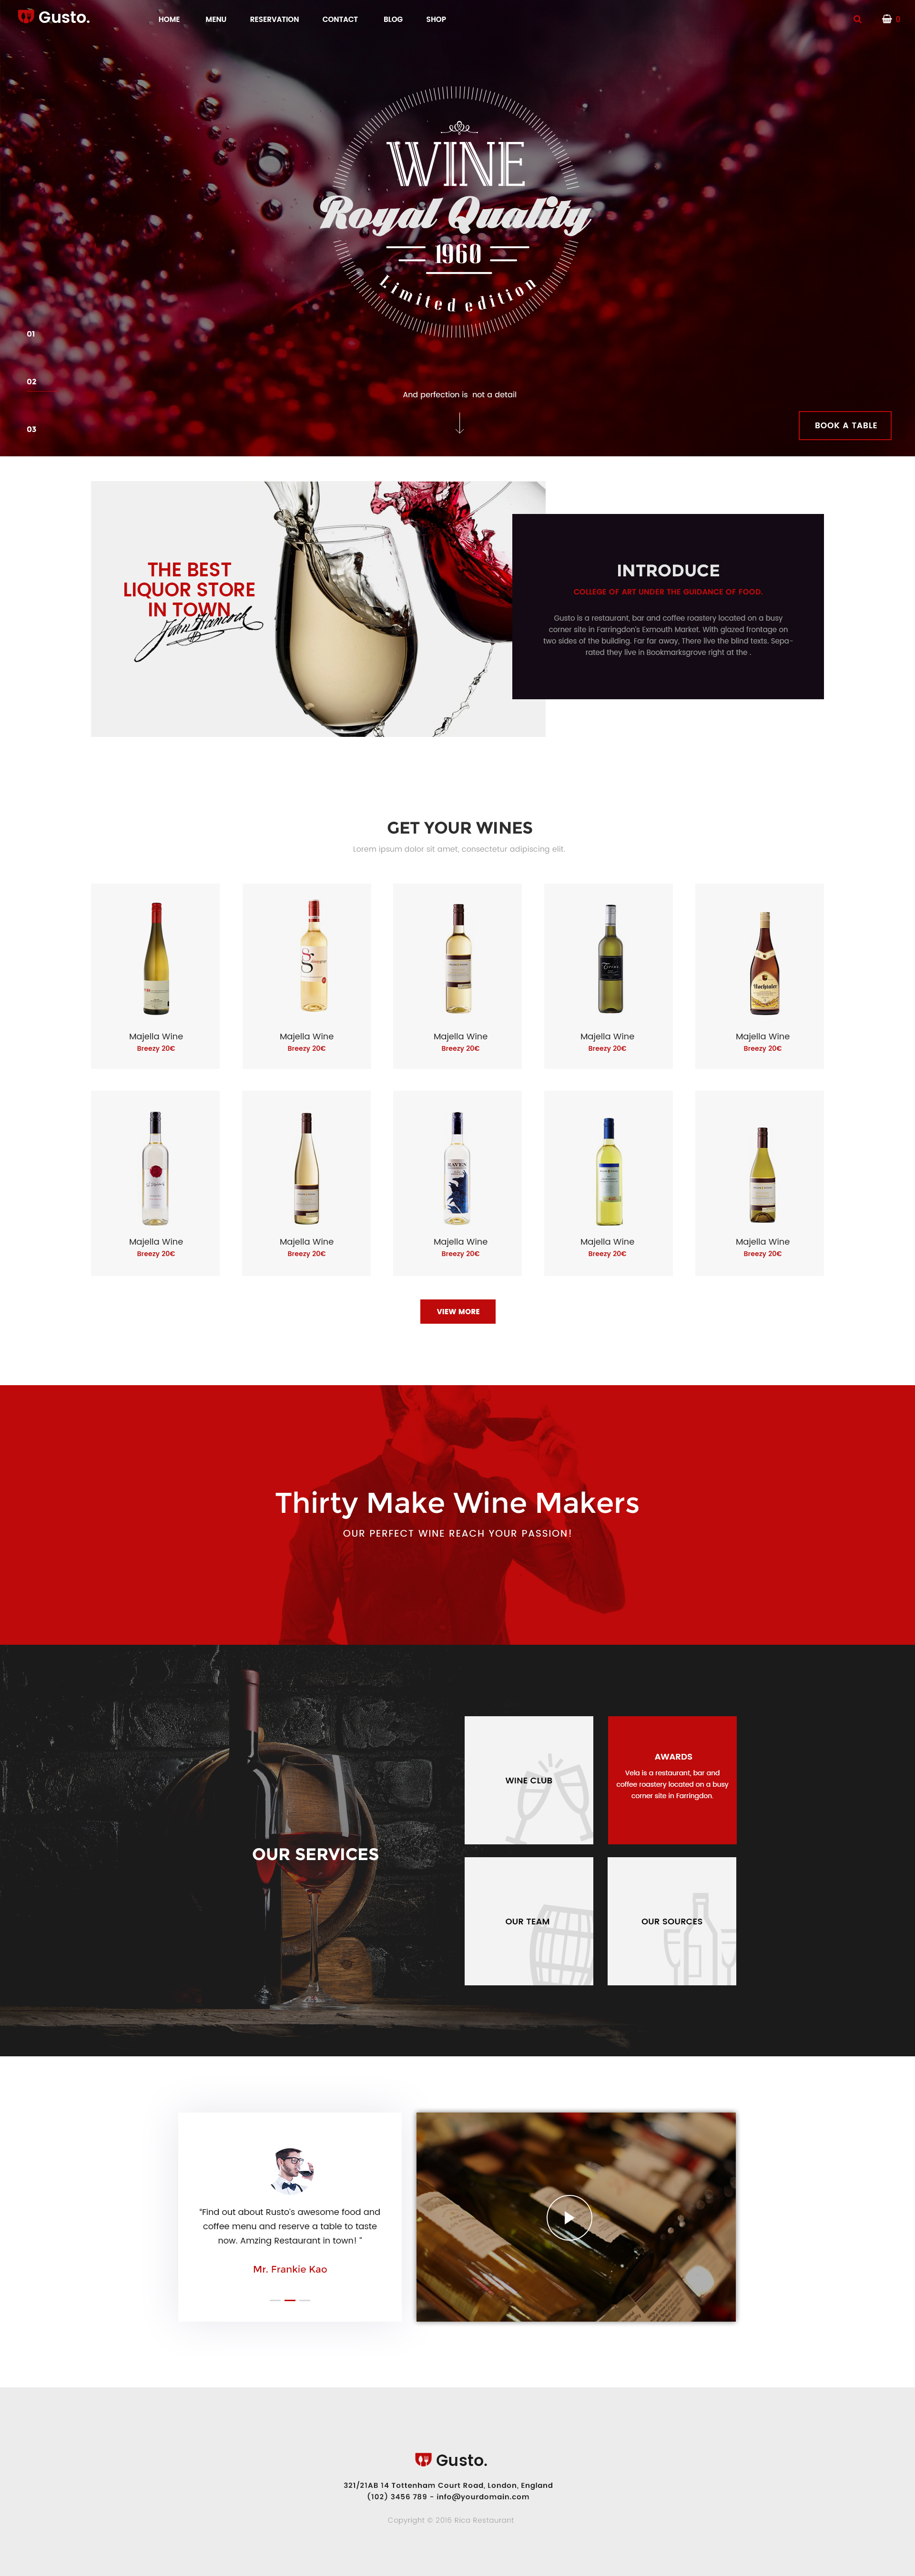 Gusto.
HOME MENU RESERVATION CONTACT BLOG SHOP
0
WINE
Royal Quality
1960
Limited edition
01
02
03
And perfection is not a detail
BOOK A TABLE
THE BEST
LIQUOR STORE
IN TOWN
John Hancock
INTRODUCE
COLLEGE OF ART UNDER THE GUIDANCE OF FOOD.
Gusto is a restaurant, bar and coffee roastery located on a busy
corner site in Farringdon's Exmouth Market. With glazed frontage on
two sides of the building. Far far away, There live the blind texts. Sepa-
rated they live in Bookmarksgrove right at the .
GET YOUR WINES
Lorem ipsum dolor sit amet, consectetur adipiscing elit.
Majella Wine
Breezy 20€
Majella Wine
Breezy 20€
Majella Wine
Breezy 20€
Majella Wine
Breezy 20€
Majella Wine
Breezy 20€
Majella Wine
Breezy 20€
Majella Wine
Breezy 20€
Majella Wine
Breezy 20€
Majella Wine
Breezy 20€
Majella Wine
Breezy 20€
VIEW MORE
Thirty Make Wine Makers
OUR PERFECT WINE REACH YOUR PASSION!
OUR SERVICES
WINE CLUB
AWARDS
Vela is a restaurant, bar and
coffee roastery located on a busy
corner site in Farringdon.
OUR TEAM
OUR SOURCES
"Find out about Rusto's awesome food and
coffee menu and reserve a table to taste
now. Amzing Restaurant in town! "
Mr. Frankie Kao
Gusto.
321/21AB 14 Tottenham Court Road, London, England
(102) 3456 789 - info@yourdomain.com
Copyright © 2016 Rica Restaurant